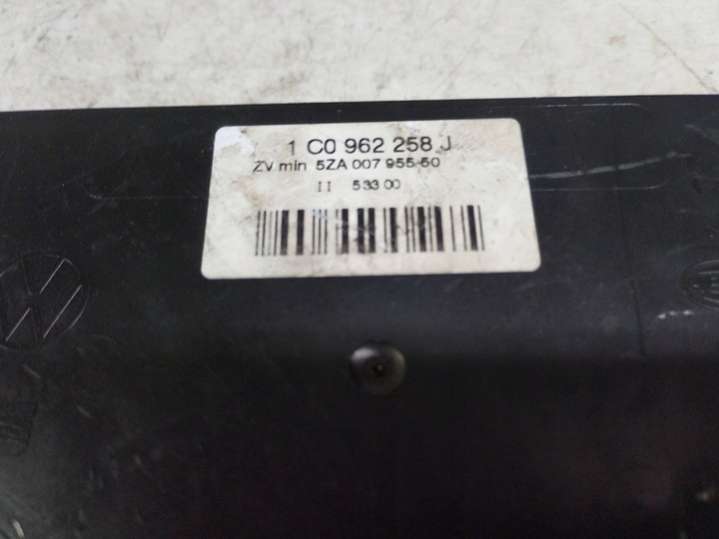 1 C0 962 258 J
ZV min 5ZA 007 955-50
II 533 00